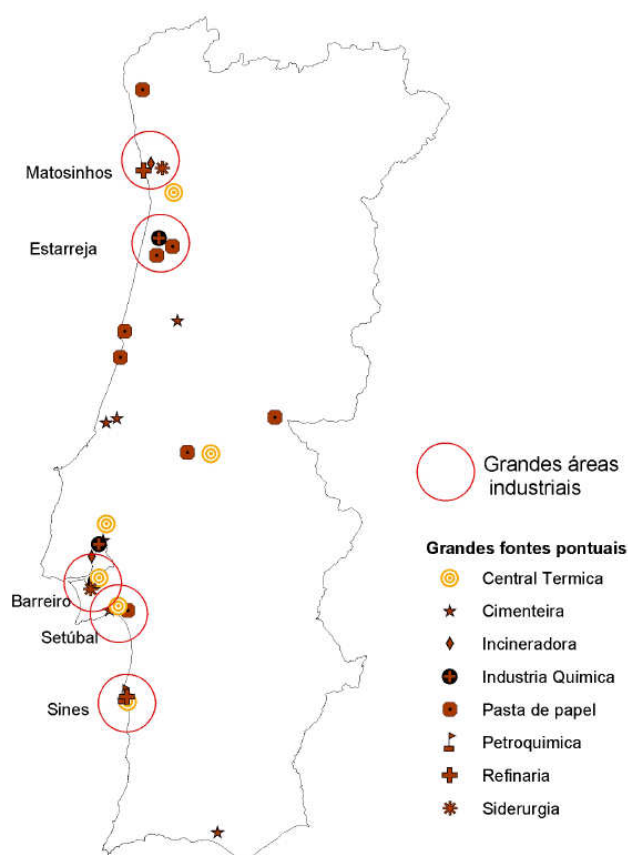 Matosinhos
Estarreja
Barreiro
Setúbal
Sines
Grandes áreas
industriais
Grandes fontes pontuais
Central Termica
Cimenteira
Incineradora
Industria Quimica
Pasta de papel
Petroquimica
Refinaria
Siderurgia